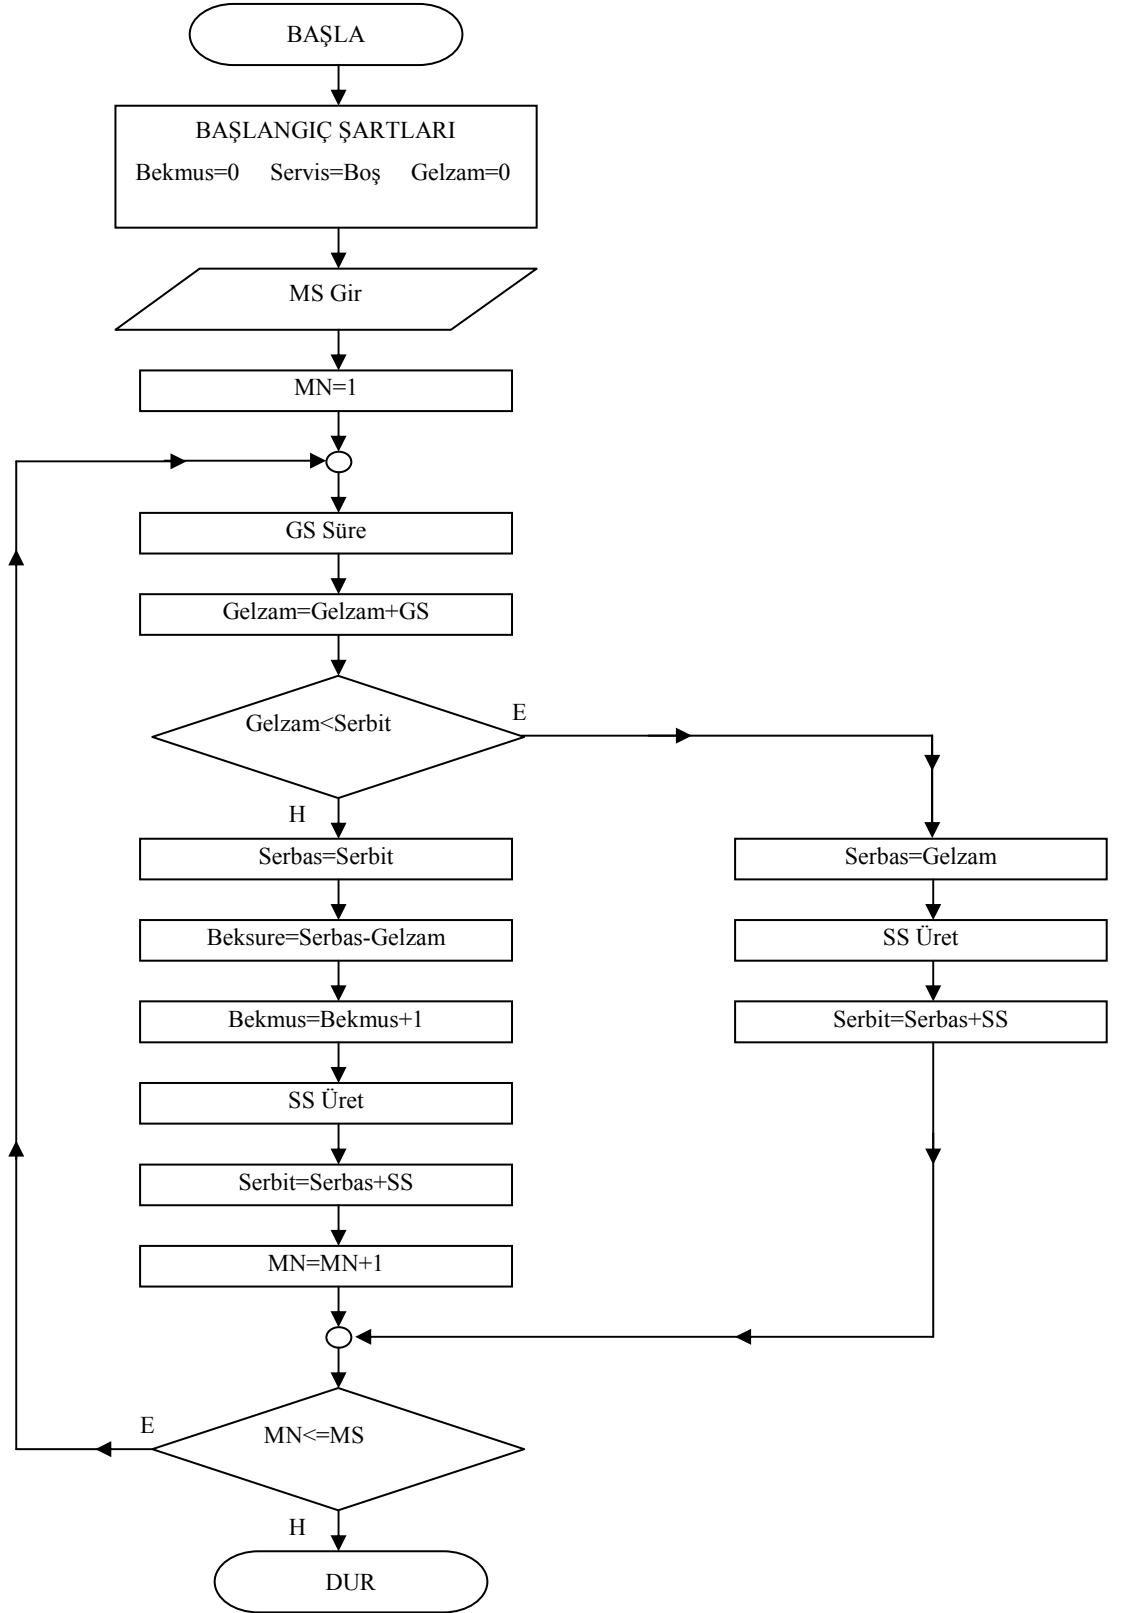 BAŞLA
BAŞLANGIÇ ŞARTLARI
Bekmus=0 Servis=Boş Gelzam=0
MS Gir
MN=1
GS Süre
Gelzam=Gelzam+GS
Gelzam<Serbit
E
H
Serbas=Serbit
Beksure=Serbas-Gelzam
Bekmus=Bekmus+1
SS Üret
Serbit=Serbas+SS
MN=MN+1
Serbas=Gelzam
SS Üret
Serbit=Serbas+SS
E
MN<=MS
H
DUR